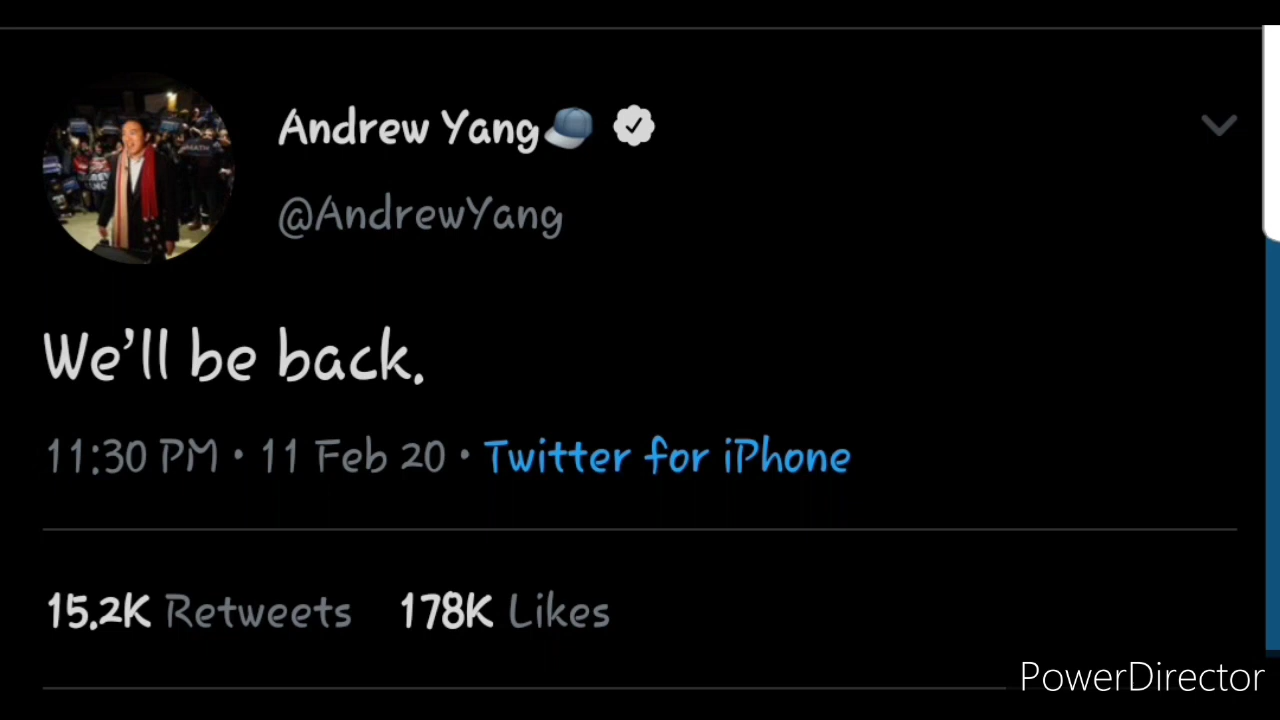 Andrew Yang🧢
@AndrewYang
We'll be back.
11:30 PM • 11 Feb 20 • Twitter for iPhone
15.2K Retweets 178K Likes
PowerDirector